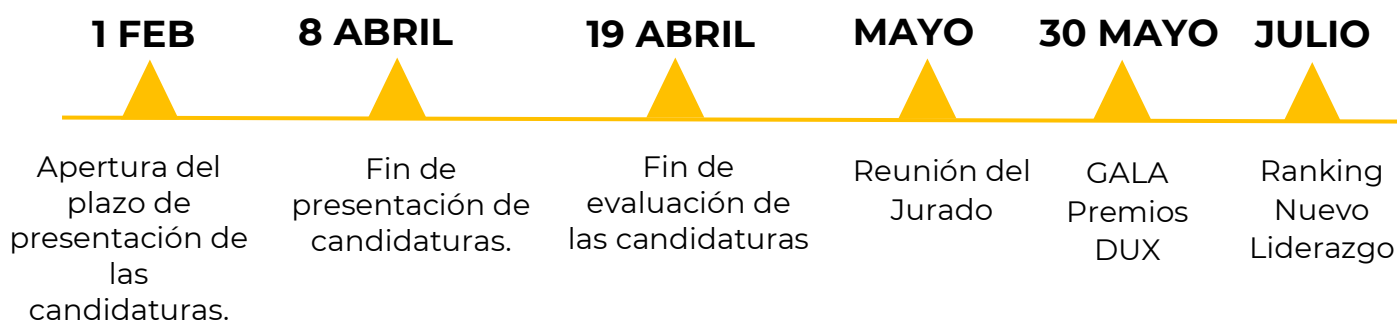 1 FEB
8 ABRIL
19 ABRIL
MAYO
30 MAYO
JULIO
Apertura del
plazo de
presentación de
las
candidaturas.
Fin de
presentación de
candidaturas.
Fin de
evaluación de
las candidaturas
Reunión del
Jurado
GALA
Premios
DUX
Ranking
Nuevo
Liderazgo